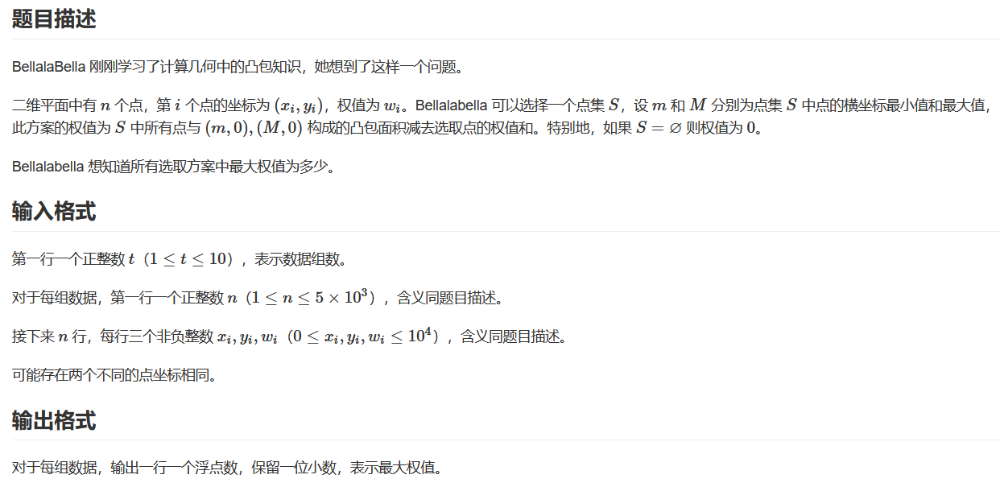 题目描述
BellalaBella 刚刚学习了计算几何中的凸包知识，她想到了这样一个问题。
二维平面中有 n 个点，第 i 个点的坐标为 (x_i, y_i)，权值为 w_i。Bellalabella 可以选择一个点集 S，设 m 和 M 分别为点集 S 中点的横坐标最小值和最大值，
此方案的权值为 S 中所有点与 (m, 0), (M, 0) 构成的凸包面积减去选取点的权值和。特别地，如果 S = ∅ 则权值为 0。
Bellalabella 想知道所有选取方案中最大权值为多少。
输入格式
第一行一个正整数 t（1 ≤ t ≤ 10），表示数据组数。
对于每组数据，第一行一个正整数 n（1 ≤ n ≤ 5 × 10^3），含义同题目描述。
接下来 n 行，每行三个非负整数 x_i, y_i, w_i（0 ≤ x_i, y_i, w_i ≤ 10^4），含义同题目描述。
可能存在两个不同的点坐标相同。
输出格式
对于每组数据，输出一行一个浮点数，保留一位小数，表示最大权值。